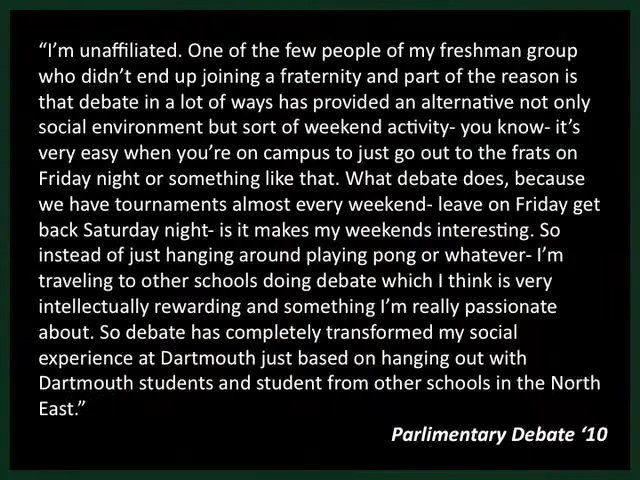 “I’m unaffiliated. One of the few people of my freshman group
who didn’t end up joining a fraternity and part of the reason is
that debate in a lot of ways has provided an alternative not only
social environment but sort of weekend activity- you know- it’s
very easy when you’re on campus to just go out to the frats on
Friday night or something like that. What debate does, because
we have tournaments almost every weekend- leave on Friday get
back Saturday night- is it makes my weekends interesting. So
instead of just hanging around playing pong or whatever- I’m
traveling to other schools doing debate which I think is very
intellectually rewarding and something I’m really passionate
about. So debate has completely transformed my social
experience at Dartmouth just based on hanging out with
Dartmouth students and student from other schools in the North
East.”
Parlimentary Debate ‘10